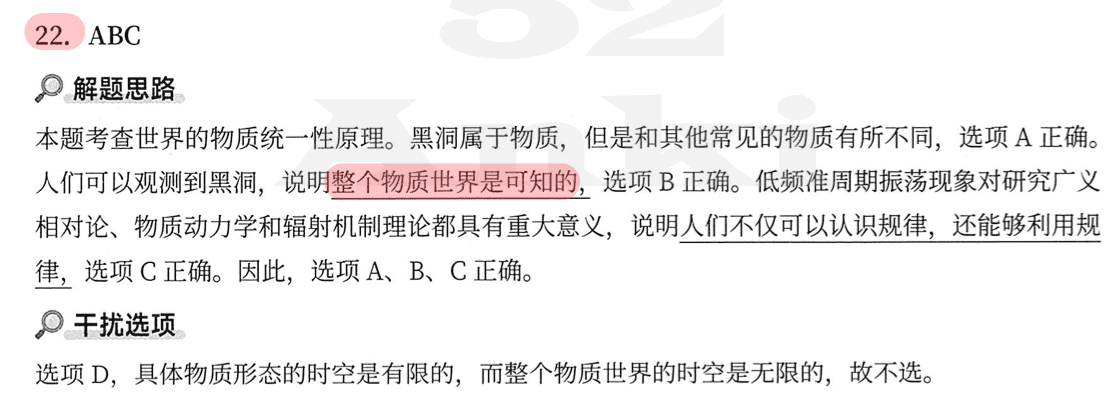 52
Anki
22. ABC
解题思路
本题考查世界的物质统一性原理。黑洞属于物质，但是和其他常见的物质有所不同，选项 A 正确。
人们可以观测到黑洞，说明整个物质世界是可知的，选项 B 正确。低频准周期振荡现象对研究广义
相对论、物质动力学和辐射机制理论都具有重大意义，说明人们不仅可以认识规律，还能够利用规
律，选项 C 正确。因此，选项 A、B、C 正确。
干扰选项
选项 D，具体物质形态的时空是有限的，而整个物质世界的时空是无限的，故不选。